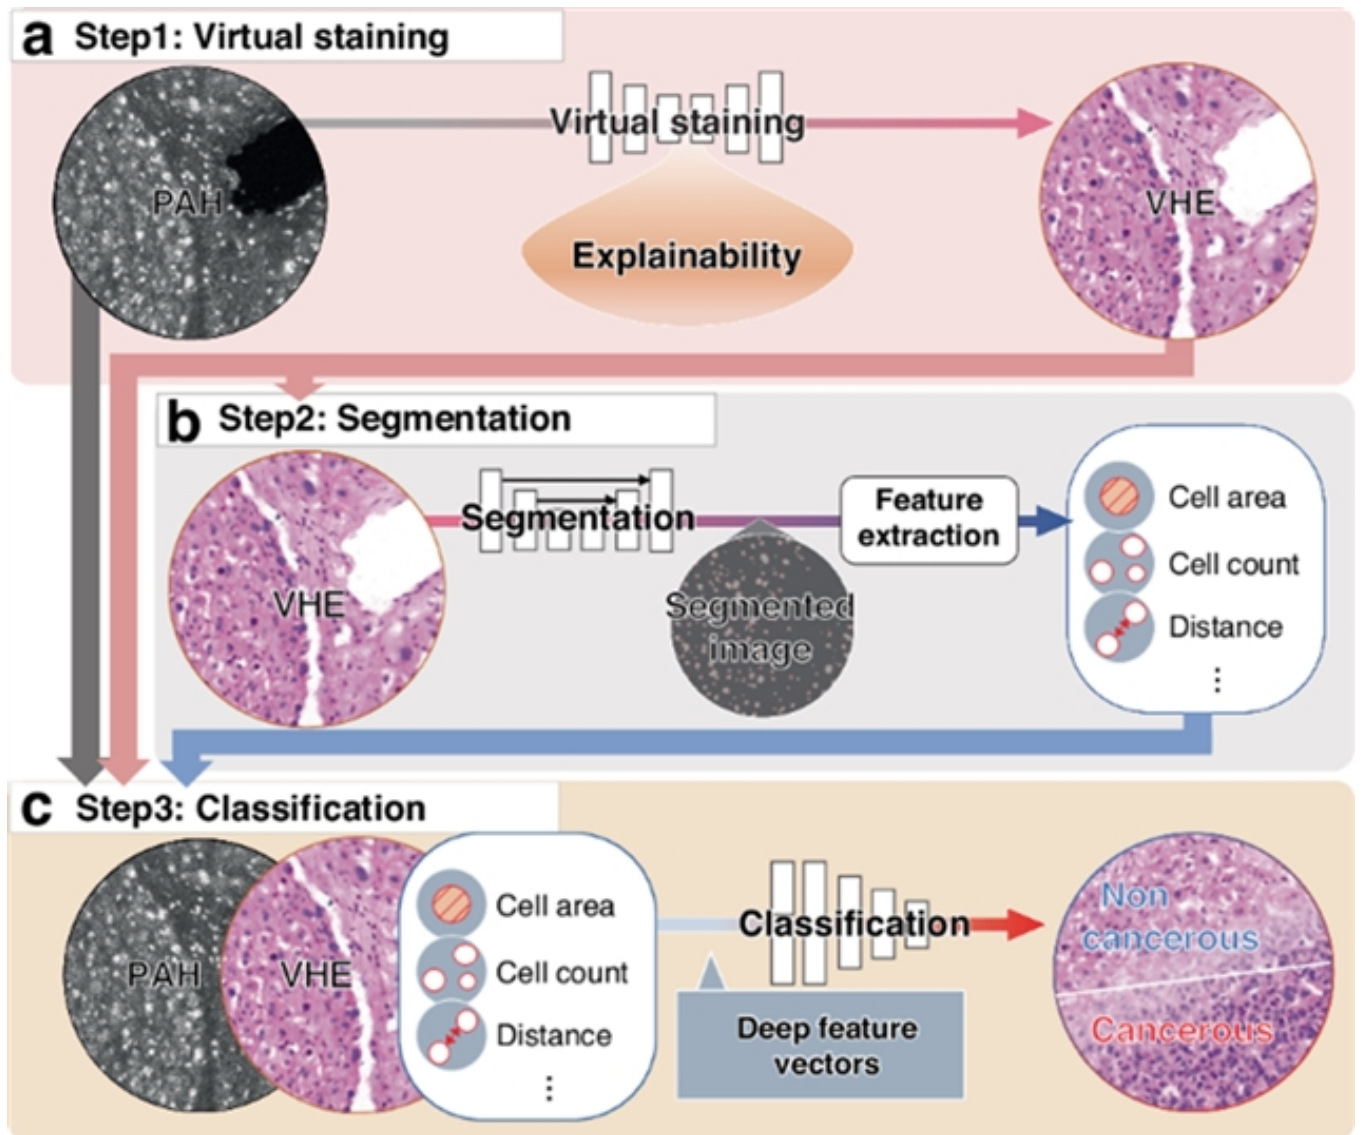 a Step1: Virtual staining
PAH
Virtual staining
VHE
Explainability
b Step2: Segmentation
VHE
Segmentation
Segmented
image
Feature
extraction
Cell area
Cell count
Distance
⋮
c Step3: Classification
PAH
VHE
Cell area
Cell count
Distance
⋮
Classification
Deep feature
vectors
Non
cancerous
Cancerous